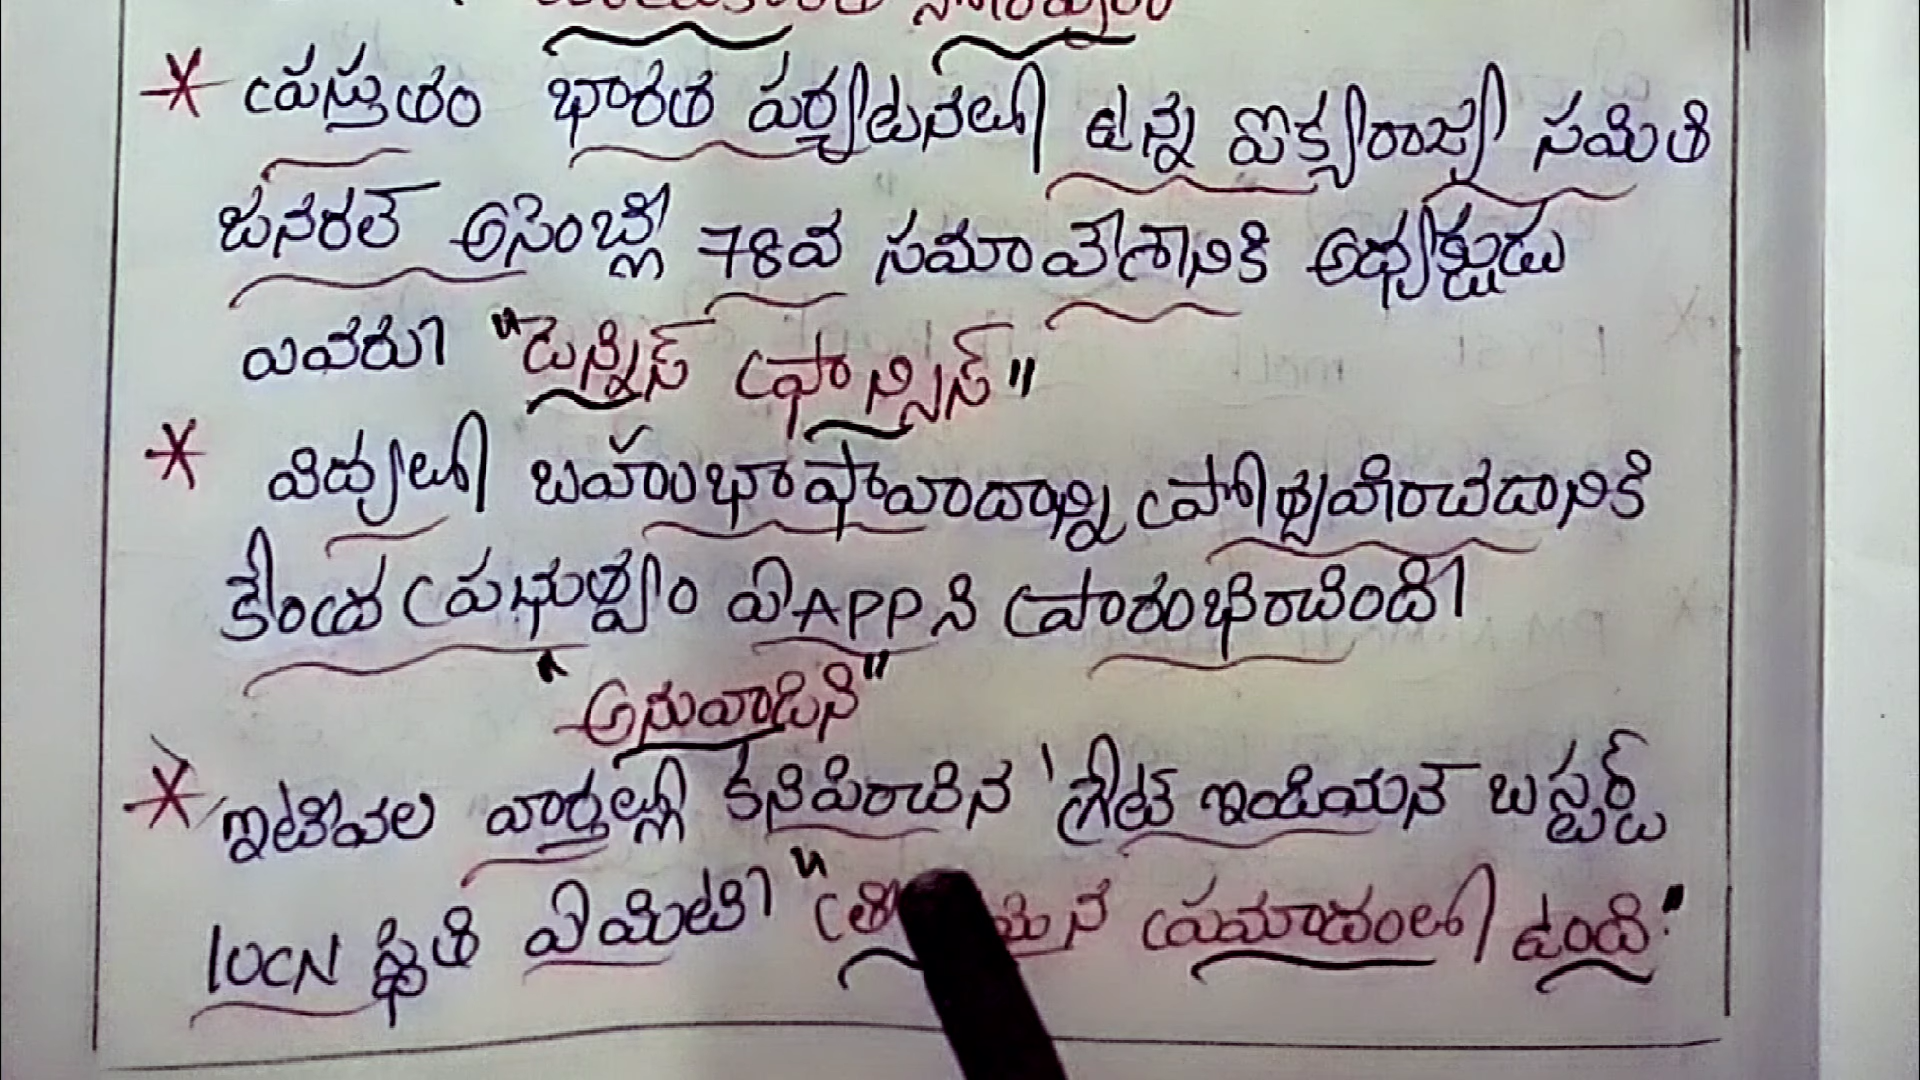 * ప్రస్తుతం భారత పర్యటనలో ఉన్న ఐక్యరాజ్య సమితి
జనరల్ అసెంబ్లీ 78వ సమావేశానికి అధ్యక్షుడు
ఎవరు? "డెన్నిస్ ఫ్రాన్సిస్"
* విద్యలో బహుభాషావాదాన్ని ప్రోత్సహించడానికి
కేంద్ర ప్రభుత్వం ఏ APP ని ప్రారంభించింది?
"అనువాదిని"
* ఇటీవల వార్తల్లో కనిపించిన 'గ్రేట్ ఇండియన్ బస్టర్డ్
IUCN స్థితి ఏమిటి? " ప్రమాదంలో ఉంది"